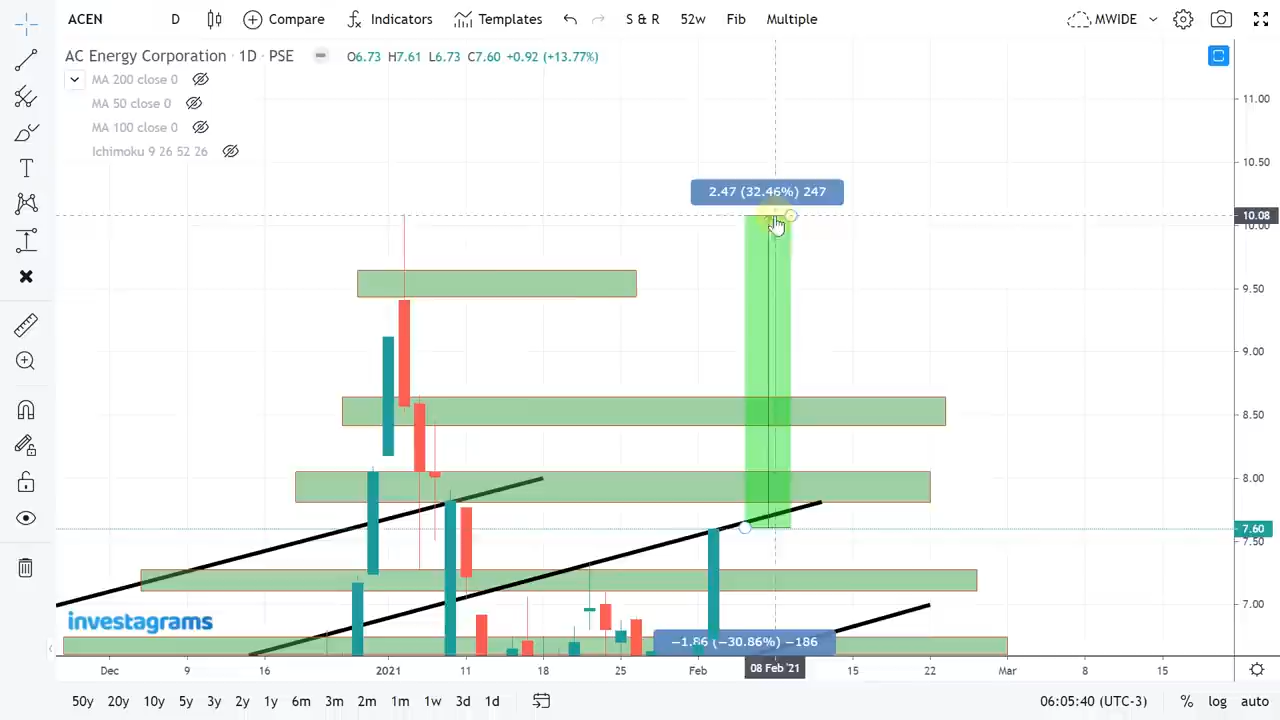 ACEN D Compare Indicators Templates S & R 52w Fib Multiple MWIDE
AC Energy Corporation · 1D · PSE O6.73 H7.61 L6.73 C7.60 +0.92 (+13.77%)
MA 200 close 0
MA 50 close 0
MA 100 close 0
Ichimoku 9 26 52 26
11.00
10.50
2.47 (32.46%) 247
10.08
10.00
9.50
9.00
8.50
8.00
7.60
7.50
7.00
investagrams
−1.86 (−30.86%) −186
Dec 9 16 2021 11 18 25 Feb 08 Feb '21 15 22 Mar 8 15
50y 20y 10y 5y 3y 2y 1y 6m 3m 2m 1m 1w 3d 1d 06:05:40 (UTC-3) % log auto